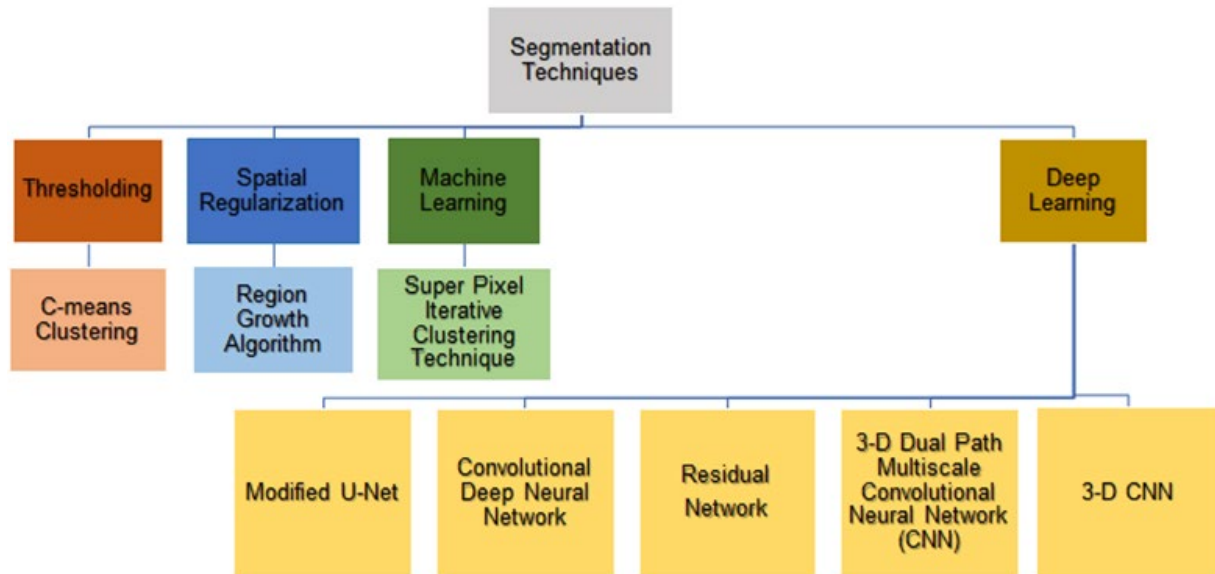 Segmentation
Techniques
Thresholding
Spatial
Regularization
Machine
Learning
Deep
Learning
C-means
Clustering
Region
Growth
Algorithm
Super Pixel
Iterative
Clustering
Technique
Modified U-Net
Convolutional
Deep Neural
Network
Residual
Network
3-D Dual Path
Multiscale
Convolutional
Neural Network
(CNN)
3-D CNN